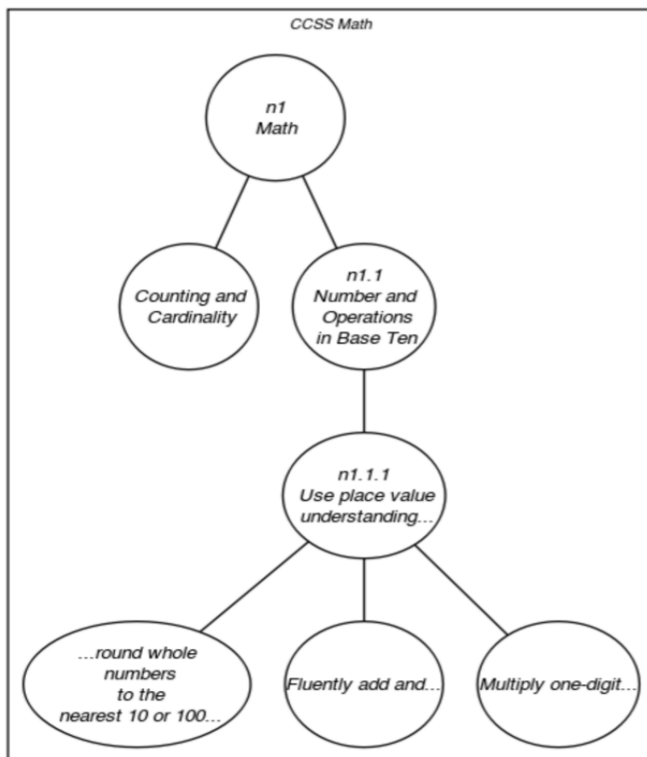 CCSS Math
n1
Math
Counting and
Cardinality
n1.1
Number and
Operations
in Base Ten
n1.1.1
Use place value
understanding...
...round whole
numbers
to the
nearest 10 or 100...
Fluently add and...
Multiply one-digit...